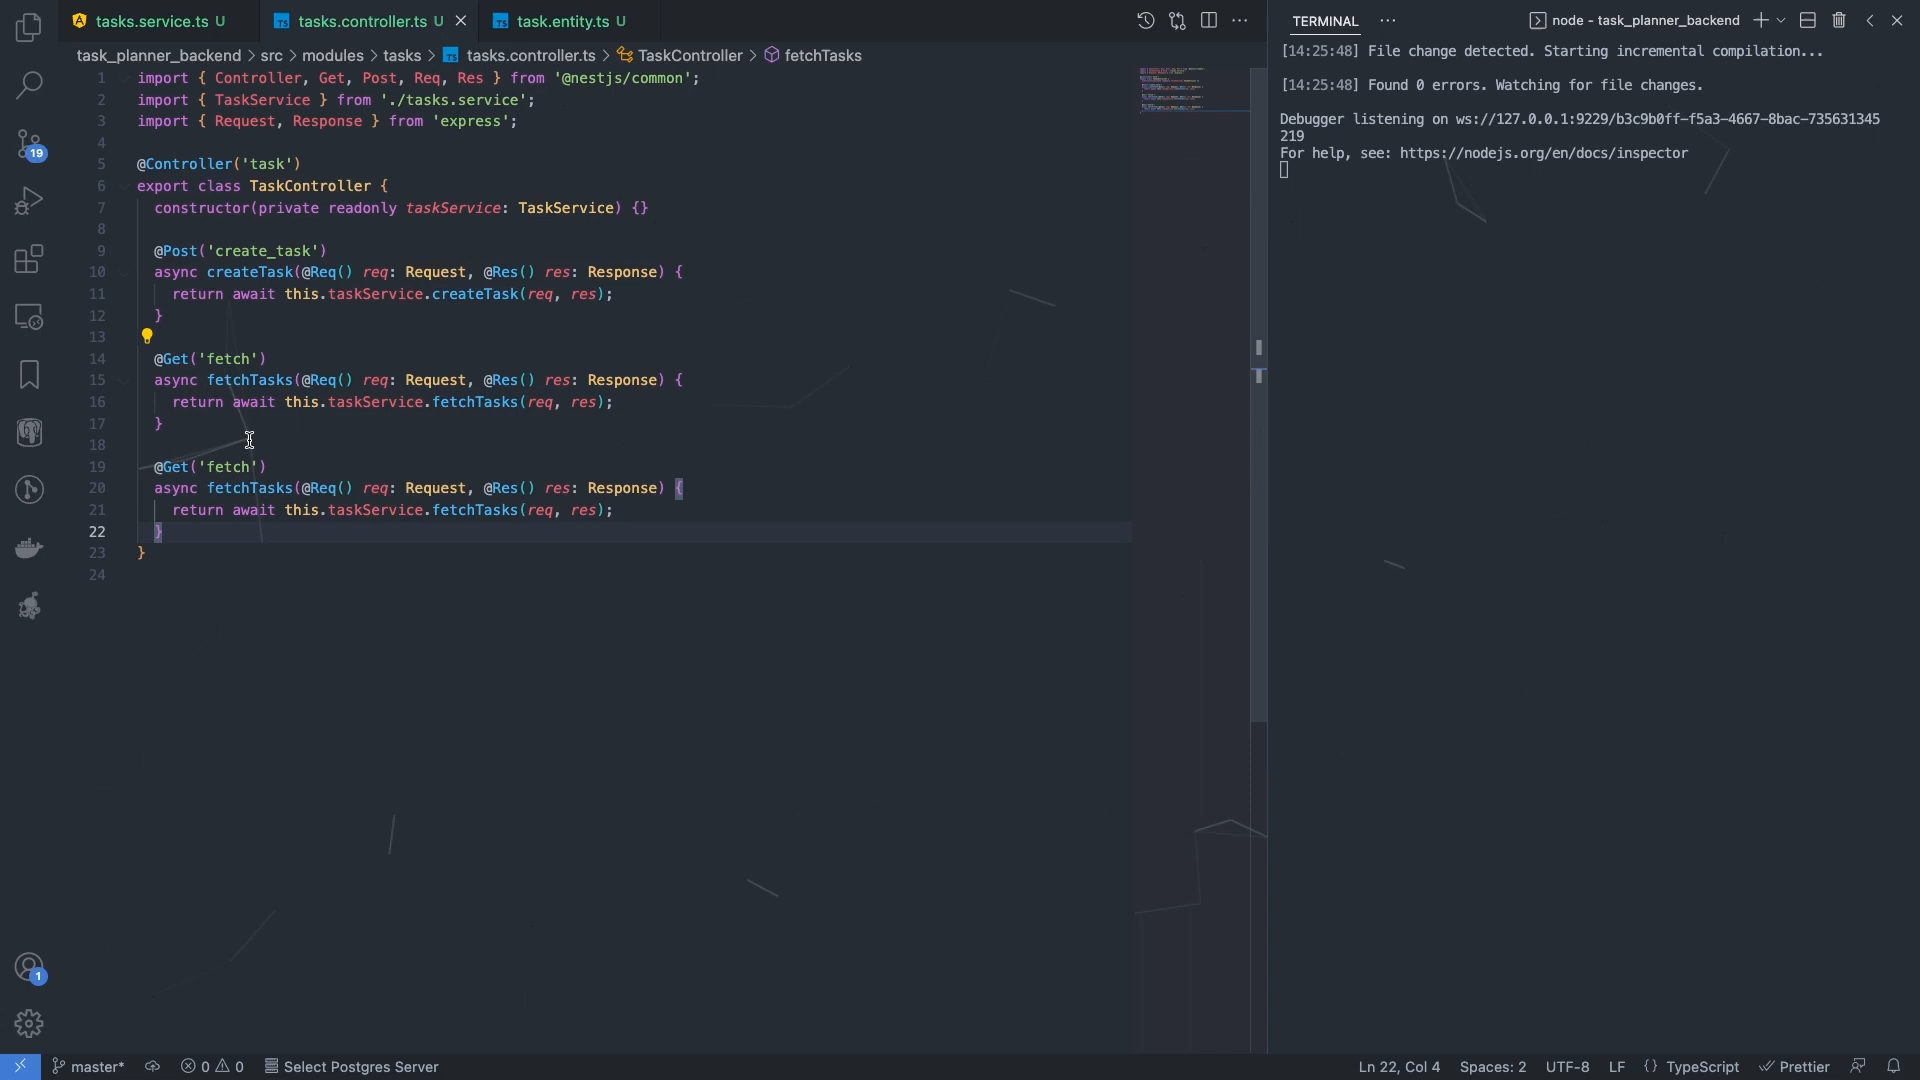 tasks.service.ts U
tasks.controller.ts U
task.entity.ts U
task_planner_backend > src > modules > tasks > tasks.controller.ts > TaskController > fetchTasks
1 import { Controller, Get, Post, Req, Res } from '@nestjs/common';
2 import { TaskService } from './tasks.service';
3 import { Request, Response } from 'express';
4
5 @Controller('task')
6 export class TaskController {
7 constructor(private readonly taskService: TaskService) {}
8
9 @Post('create_task')
10 async createTask(@Req() req: Request, @Res() res: Response) {
11 return await this.taskService.createTask(req, res);
12 }
13
14 @Get('fetch')
15 async fetchTasks(@Req() req: Request, @Res() res: Response) {
16 return await this.taskService.fetchTasks(req, res);
17 }
18
19 @Get('fetch')
20 async fetchTasks(@Req() req: Request, @Res() res: Response) {
21 return await this.taskService.fetchTasks(req, res);
22 }
23 }
24
19
1
TERMINAL
node - task_planner_backend
[14:25:48] File change detected. Starting incremental compilation...
[14:25:48] Found 0 errors. Watching for file changes.
Debugger listening on ws://127.0.0.1:9229/b3c9b0ff-f5a3-4667-8bac-735631345
219
For help, see: https://nodejs.org/en/docs/inspector
master* 0 0 Select Postgres Server
Ln 22, Col 4 Spaces: 2 UTF-8 LF {} TypeScript Prettier